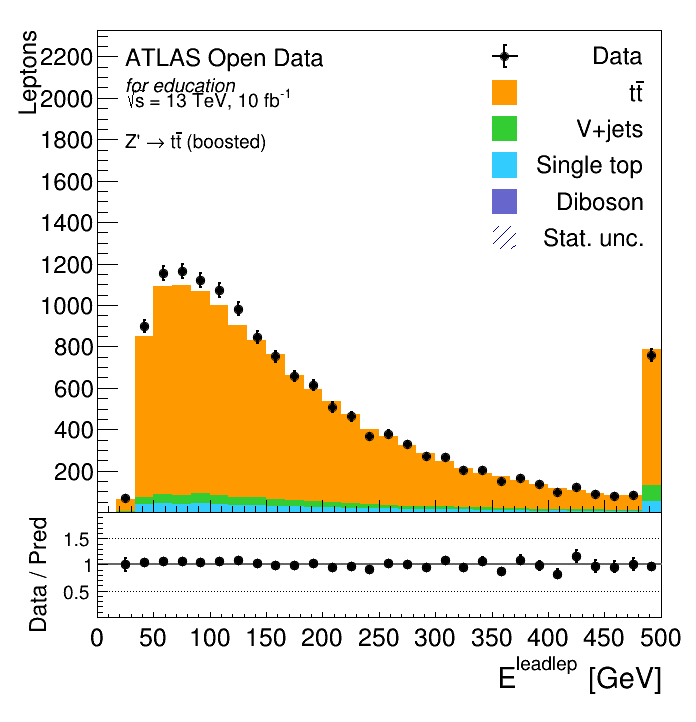 Leptons
2200
2000
1800
1600
1400
1200
1000
800
600
400
200
ATLAS Open Data
for education
√s = 13 TeV, 10 fb⁻¹
Z' → tt̄ (boosted)
Data
tt̄
V+jets
Single top
Diboson
Stat. unc.
Data / Pred
1.5
1
0.5
0 50 100 150 200 250 300 350 400 450 500
E^leadlep [GeV]